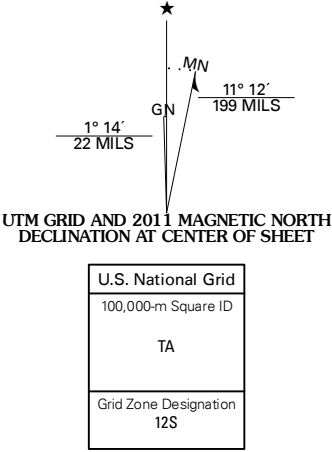 ★
MN
GN
11° 12´
199 MILS
1° 14´
22 MILS
UTM GRID AND 2011 MAGNETIC NORTH
DECLINATION AT CENTER OF SHEET
U.S. National Grid
100,000-m Square ID
TA
Grid Zone Designation
12S